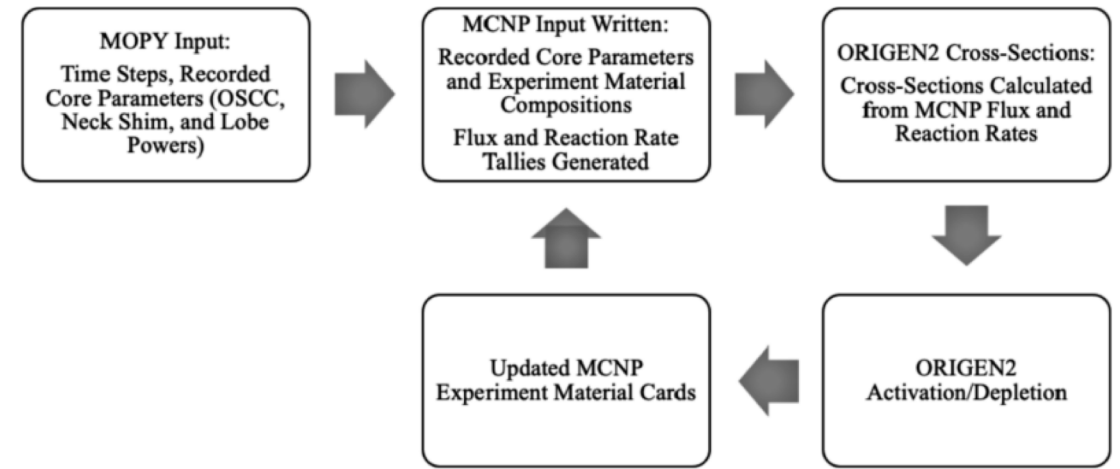 MOPY Input:
Time Steps, Recorded
Core Parameters (OSCC,
Neck Shim, and Lobe
Powers)
MCNP Input Written:
Recorded Core Parameters
and Experiment Material
Compositions
Flux and Reaction Rate
Tallies Generated
ORIGEN2 Cross-Sections:
Cross-Sections Calculated
from MCNP Flux and
Reaction Rates
ORIGEN2
Activation/Depletion
Updated MCNP
Experiment Material Cards